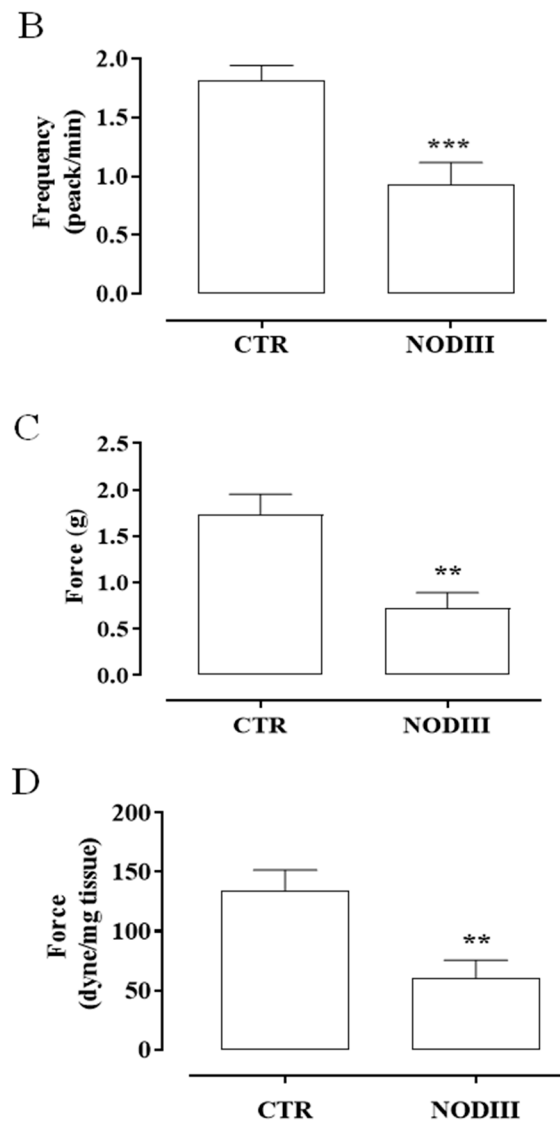 B
Frequency
(peack/min)
2.0
1.5
1.0
0.5
0.0
***
CTR
NODIII
C
Force (g)
2.5
2.0
1.5
1.0
0.5
0.0
**
CTR
NODIII
D
Force
(dyne/mg tissue)
200
150
100
50
0
**
CTR
NODIII